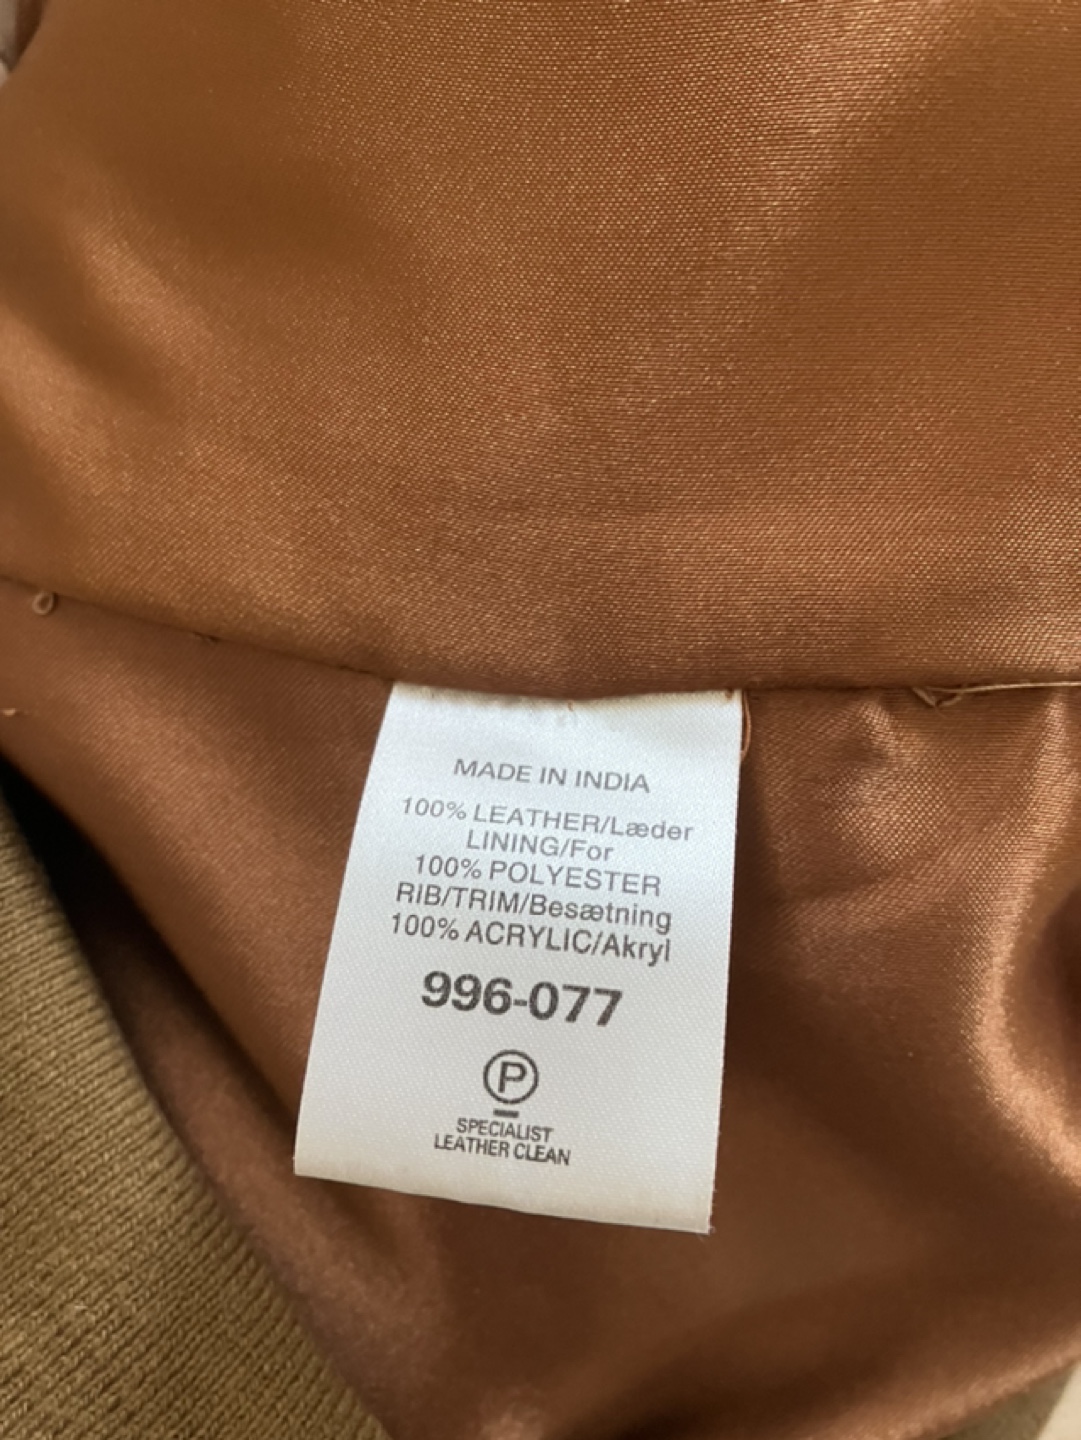 MADE IN INDIA
100% LEATHER/Læder
LINING/For
100% POLYESTER
RIB/TRIM/Besætning
100% ACRYLIC/Akryl
996-077
P
SPECIALIST
LEATHER CLEAN